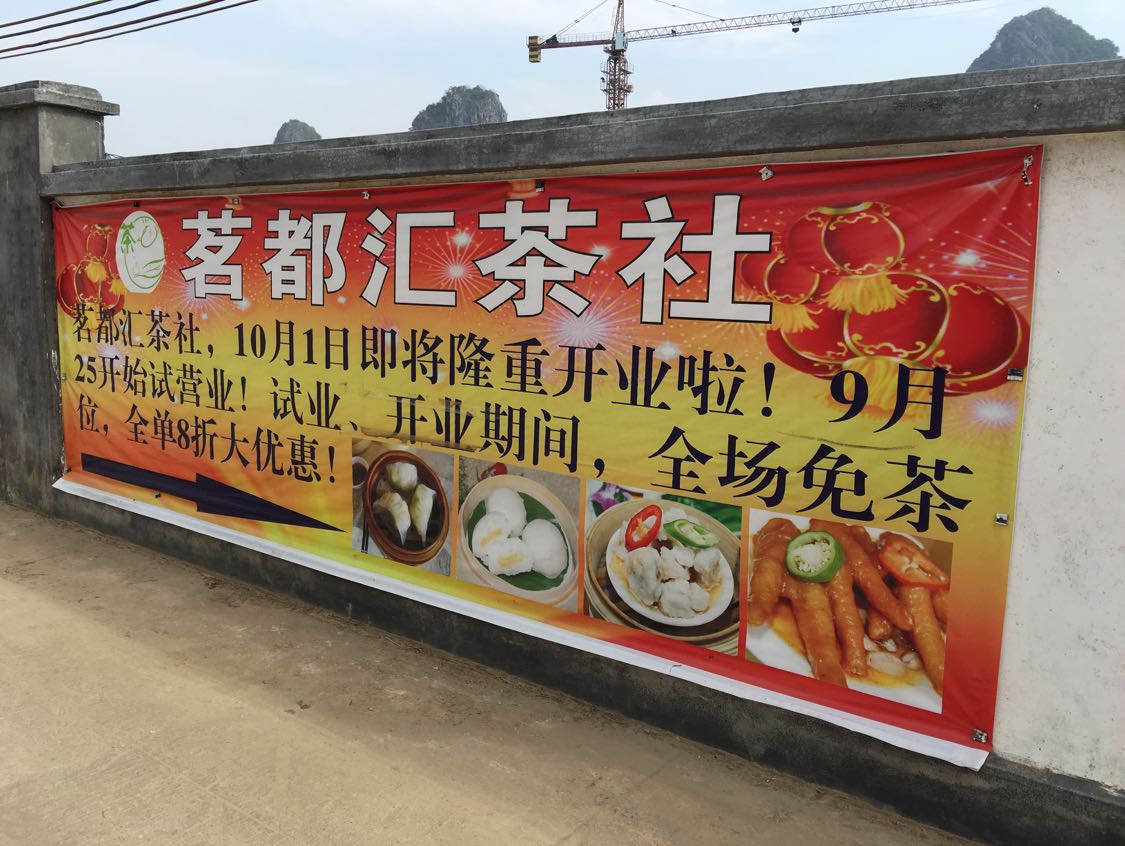 茶
茗都汇茶社
茗都汇茶社，10月1日即将隆重开业啦！9月
25开始试营业！试业、开业期间，全场免茶
位，全单8折大优惠！